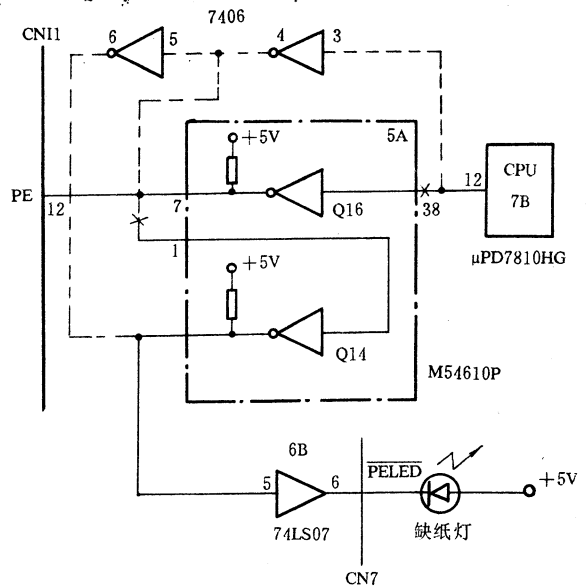 7406
CN11
6
5
4
3
+5V
5A
12
CPU
7B
PE
12
7
Q16
38
μPD7810HG
1
+5V
Q14
M54610P
6B
5
6
PELED
+5V
74LS07
缺纸灯
CN7